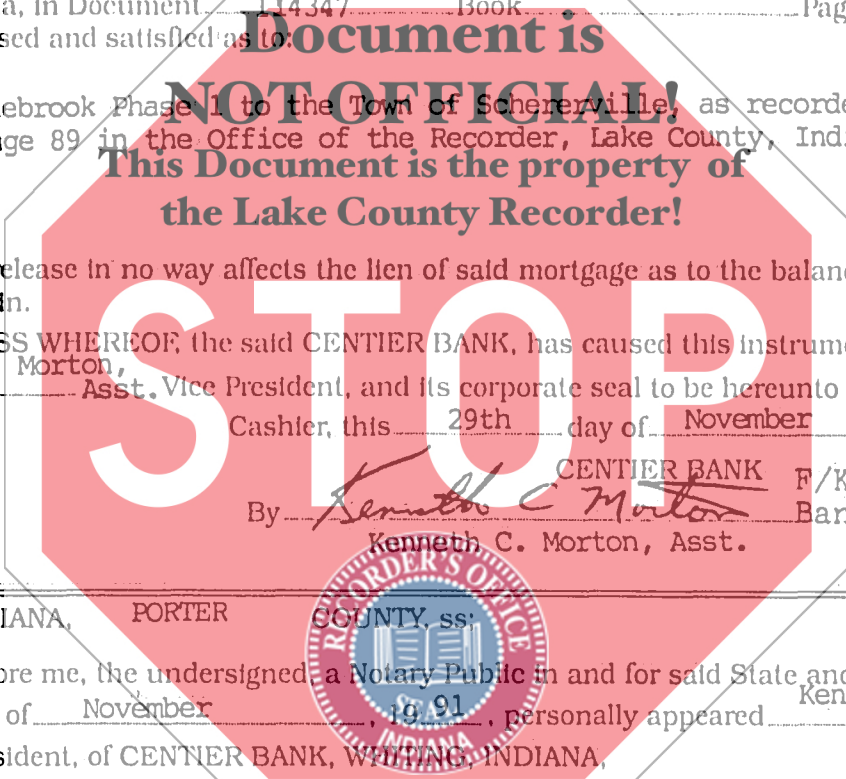 a, in Document 114347 Book Pag
sed and satisfied as to:
Document is
NOT OFFICIAL!
ebrook Phase 1 to the Town of Schererville, as recorde
ge 89 in the Office of the Recorder, Lake County, Indi
This Document is the property of
the Lake County Recorder!
elease in no way affects the lien of said mortgage as to the balanc
in.
STOP
SS WHEREOF, the said CENTIER BANK, has caused this instrume
Morton,
Asst. Vice President, and its corporate seal to be hereunto
Cashier, this 29th day of November
CENTIER BANK F/K
By Kenneth C Morton Ban
Kenneth C. Morton, Asst.
RECORDER'S OFFICE
IANA, PORTER COUNTY, ss:
ore me, the undersigned, a Notary Public in and for said State and
Ken
of November, 19 91, personally appeared
SEAL
INDIANA
sident, of CENTIER BANK, WHITING, INDIANA,